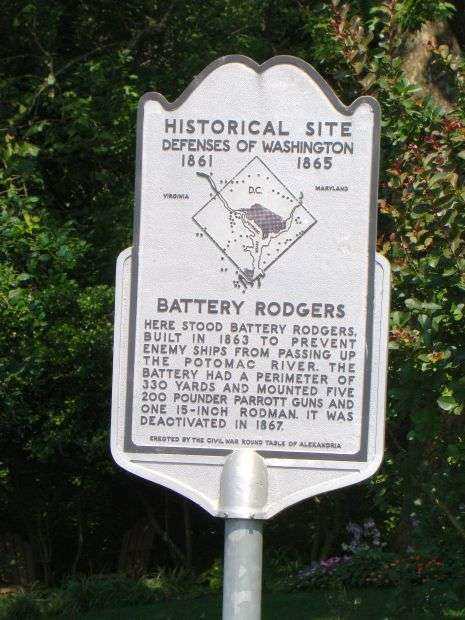 HISTORICAL SITE
DEFENSES OF WASHINGTON
1861 1865
D.C.
VIRGINIA MARYLAND
BATTERY RODGERS
HERE STOOD BATTERY RODGERS,
BUILT IN 1863 TO PREVENT
ENEMY SHIPS FROM PASSING UP
THE POTOMAC RIVER. THE
BATTERY HAD A PERIMETER OF
330 YARDS AND MOUNTED FIVE
200 POUNDER PARROTT GUNS AND
ONE 15-INCH RODMAN. IT WAS
DEACTIVATED IN 1867.
ERECTED BY THE CIVIL WAR ROUND TABLE OF ALEXANDRIA